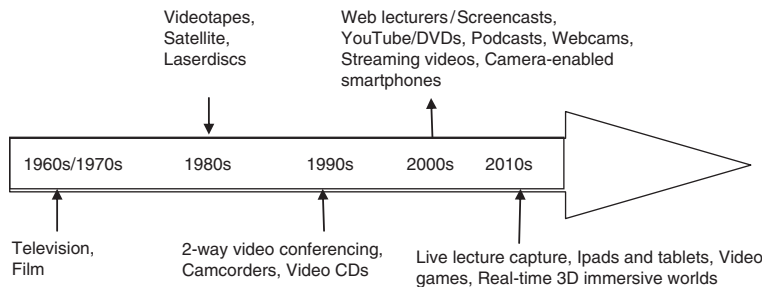 Videotapes,
Satellite,
Laserdiscs
Web lecturers/Screencasts,
YouTube/DVDs, Podcasts, Webcams,
Streaming videos, Camera-enabled
smartphones
1960s/1970s 1980s 1990s 2000s 2010s
Television,
Film
2-way video conferencing,
Camcorders, Video CDs
Live lecture capture, Ipads and tablets, Video
games, Real-time 3D immersive worlds